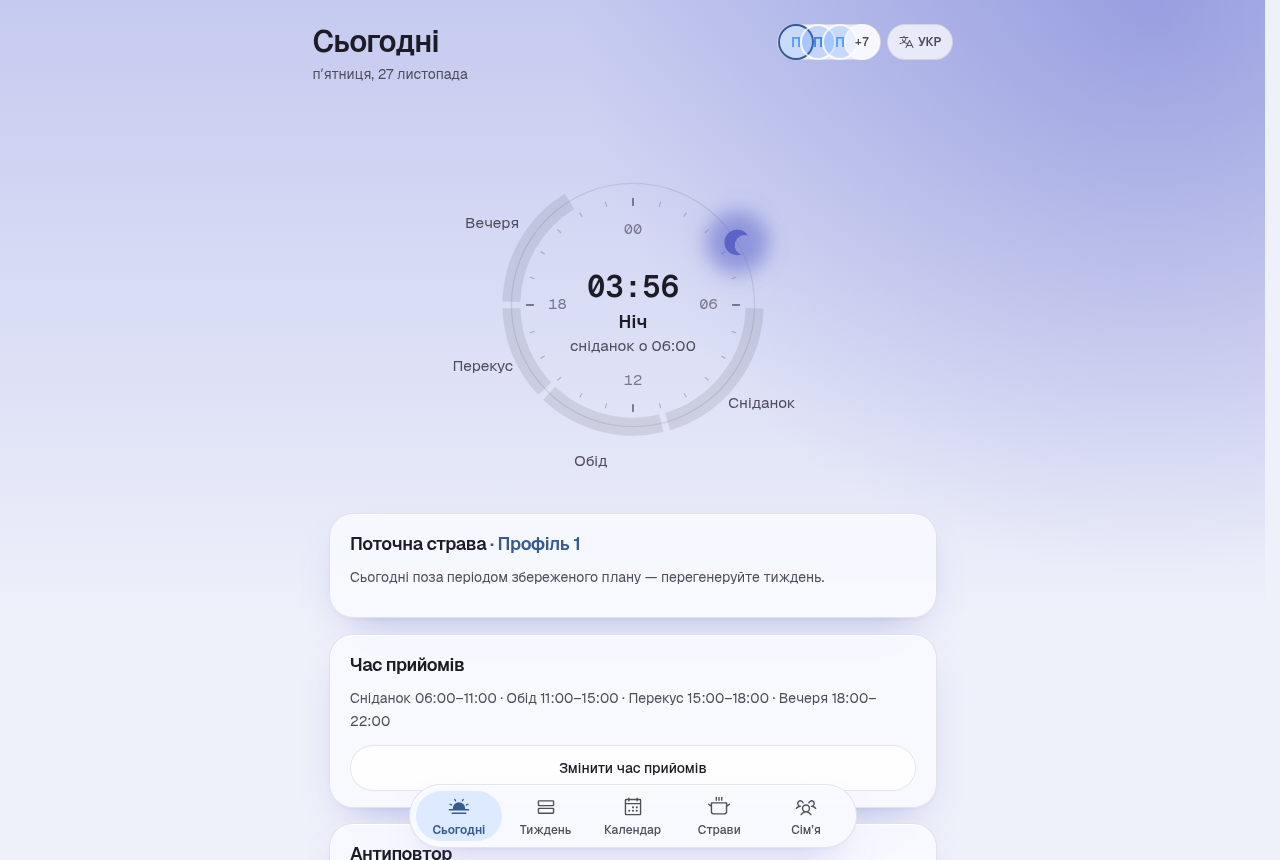 Сьогодні
п'ятниця, 27 листопада
П П П +7
УКР
Вечеря
00
03:56
18
06
Ніч
сніданок о 06:00
Перекус
12
Сніданок
Обід
Поточна страва · Профіль 1
Сьогодні поза періодом збереженого плану — перегенеруйте тиждень.
Час прийомів
Сніданок 06:00–11:00 · Обід 11:00–15:00 · Перекус 15:00–18:00 · Вечеря 18:00–
22:00
Змінити час прийомів
Сьогодні
Тиждень
Календар
Страви
Сім'я
Антиповтор